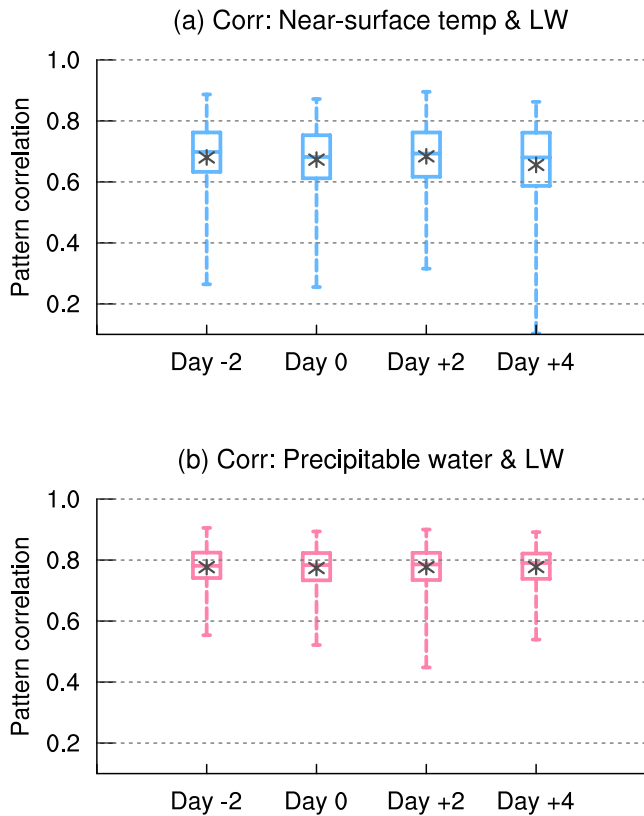 (a) Corr: Near-surface temp & LW
1.0
0.8
0.6
0.4
0.2
Pattern correlation
Day -2 Day 0 Day +2 Day +4
(b) Corr: Precipitable water & LW
1.0
0.8
0.6
0.4
0.2
Pattern correlation
Day -2 Day 0 Day +2 Day +4